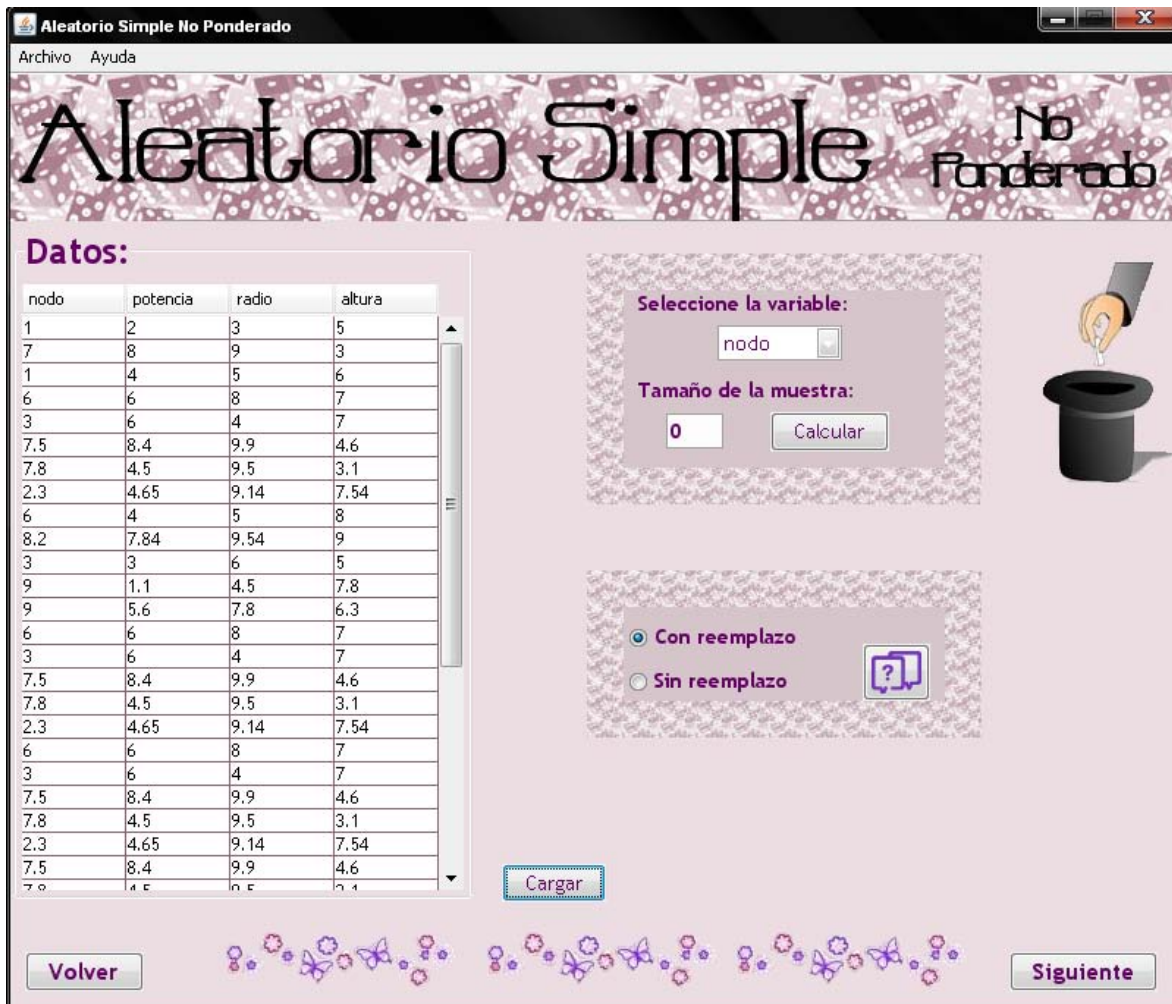 Aleatorio Simple No Ponderado
Archivo Ayuda
Aleatorio Simple No Ponderado
Datos:
nodo potencia radio altura
1 2 3 5
7 8 9 3
1 4 5 6
6 6 8 7
3 6 4 7
7.5 8.4 9.9 4.6
7.8 4.5 9.5 3.1
2.3 4.65 9.14 7.54
6 4 5 8
8.2 7.84 9.54 9
3 3 6 5
9 1.1 4.5 7.8
9 5.6 7.8 6.3
6 6 8 7
3 6 4 7
7.5 8.4 9.9 4.6
7.8 4.5 9.5 3.1
2.3 4.65 9.14 7.54
6 6 8 7
3 6 4 7
7.5 8.4 9.9 4.6
7.8 4.5 9.5 3.1
2.3 4.65 9.14 7.54
7.5 8.4 9.9 4.6
7.8 4.5 9.5 3.1
Seleccione la variable:
nodo
Tamaño de la muestra:
0 Calcular
Con reemplazo
Sin reemplazo
?
Cargar
Volver
Siguiente